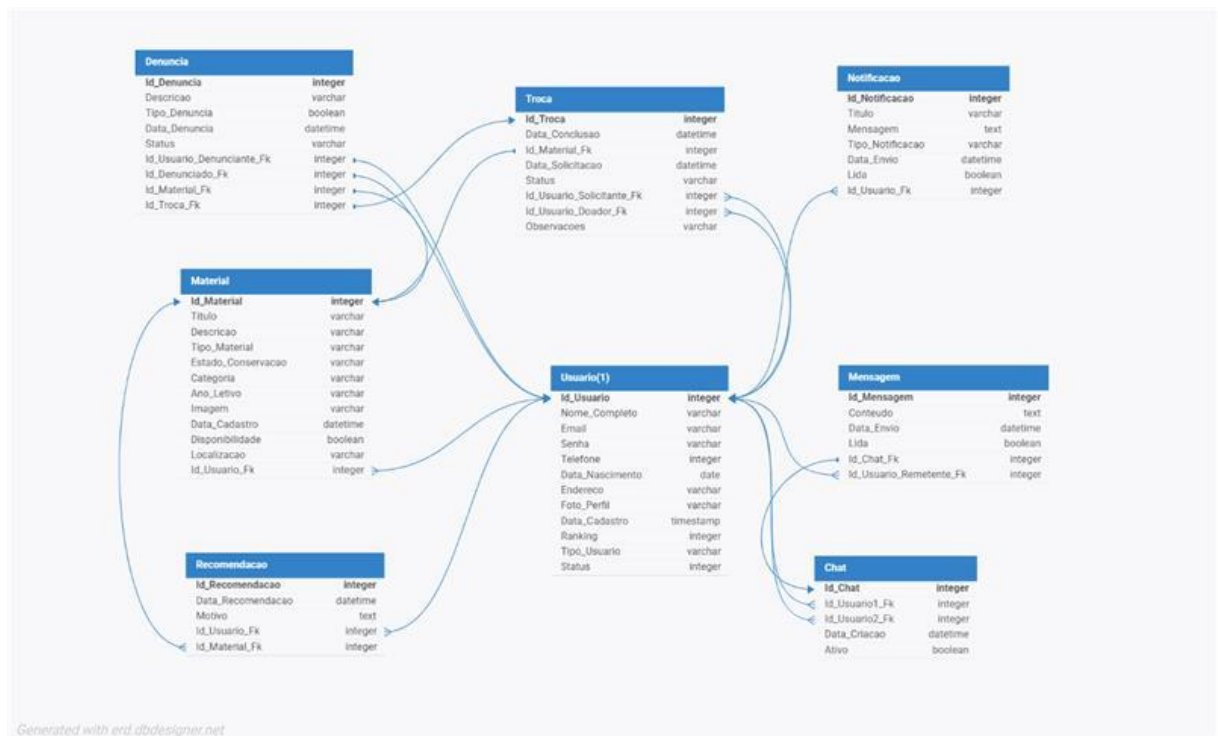 Denuncia
Id_Denuncia integer
Descricao varchar
Tipo_Denuncia boolean
Data_Denuncia datetime
Status varchar
Id_Usuario_Denunciante_Fk integer
Id_Denunciado_Fk integer
Id_Material_Fk integer
Id_Troca_Fk integer
Troca
Id_Troca integer
Data_Conclusao datetime
Id_Material_Fk integer
Data_Solicitacao datetime
Status varchar
Id_Usuario_Solicitante_Fk integer
Id_Usuario_Doador_Fk integer
Observacoes varchar
Notificacao
Id_Notificacao integer
Titulo varchar
Mensagem text
Tipo_Notificacao varchar
Data_Envio datetime
Lida boolean
Id_Usuario_Fk integer
Material
Id_Material integer
Titulo varchar
Descricao varchar
Tipo_Material varchar
Estado_Conservacao varchar
Categoria varchar
Ano_Letivo varchar
Imagem varchar
Data_Cadastro datetime
Disponibilidade boolean
Localizacao varchar
Id_Usuario_Fk integer
Usuario(1)
Id_Usuario integer
Nome_Completo varchar
Email varchar
Senha varchar
Telefone integer
Data_Nascimento date
Endereco varchar
Foto_Perfil varchar
Data_Cadastro timestamp
Ranking integer
Tipo_Usuario varchar
Status integer
Mensagem
Id_Mensagem integer
Conteudo text
Data_Envio datetime
Lida boolean
Id_Chat_Fk integer
Id_Usuario_Remetente_Fk integer
Recomendacao
Id_Recomendacao integer
Data_Recomendacao datetime
Motivo text
Id_Usuario_Fk integer
Id_Material_Fk integer
Chat
Id_Chat integer
Id_Usuario1_Fk integer
Id_Usuario2_Fk integer
Data_Criacao datetime
Ativo boolean
Generated with erd.dbdesigner.net